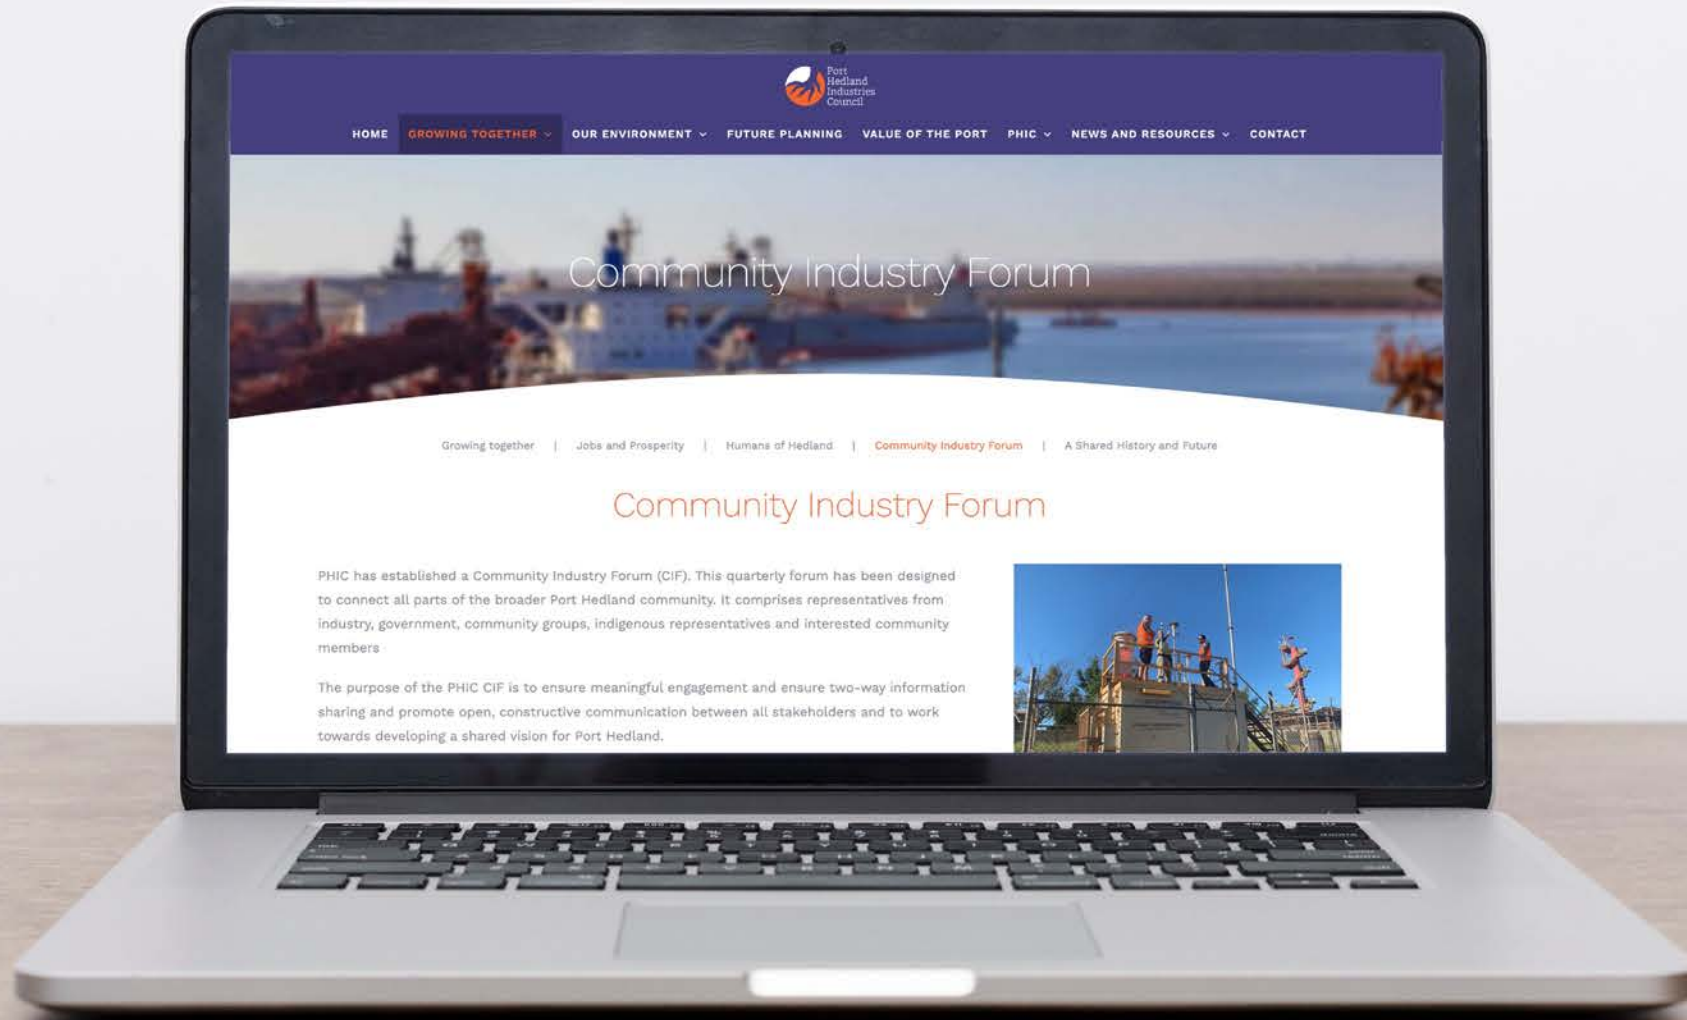 Port
Hedland
Industries
Council
HOME GROWING TOGETHER OUR ENVIRONMENT FUTURE PLANNING VALUE OF THE PORT PHIC NEWS AND RESOURCES CONTACT
Community Industry Forum
Growing together | Jobs and Prosperity | Humans of Hedland | Community Industry Forum | A Shared History and Future
Community Industry Forum
PHIC has established a Community Industry Forum (CIF). This quarterly forum has been designed
to connect all parts of the broader Port Hedland community. It comprises representatives from
industry, government, community groups, indigenous representatives and interested community
members
The purpose of the PHIC CIF is to ensure meaningful engagement and ensure two-way information
sharing and promote open, constructive communication between all stakeholders and to work
towards developing a shared vision for Port Hedland.